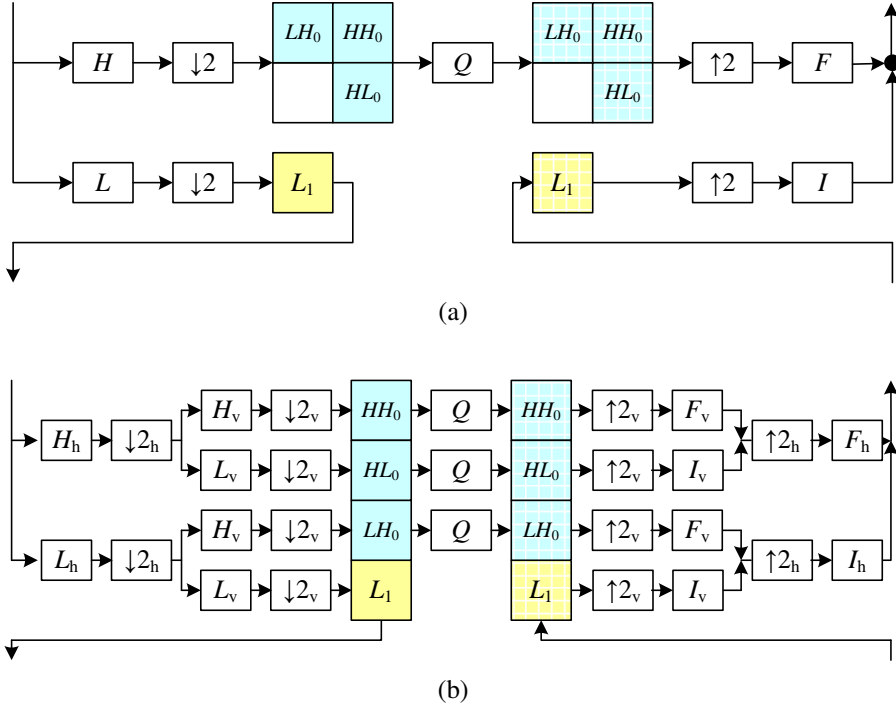 LH₀ HH₀ LH₀ HH₀
H ↓2 Q ↑2 F
HL₀ HL₀
L ↓2 L₁ L₁ ↑2 I
(a)
Hᵥ ↓2ᵥ HH₀ Q HH₀ ↑2ᵥ Fᵥ
Hₕ ↓2ₕ ↑2ₕ Fₕ
Lᵥ ↓2ᵥ HL₀ Q HL₀ ↑2ᵥ Iᵥ
Hᵥ ↓2ᵥ LH₀ Q LH₀ ↑2ᵥ Fᵥ
Lₕ ↓2ₕ ↑2ₕ Iₕ
Lᵥ ↓2ᵥ L₁ L₁ ↑2ᵥ Iᵥ
(b)